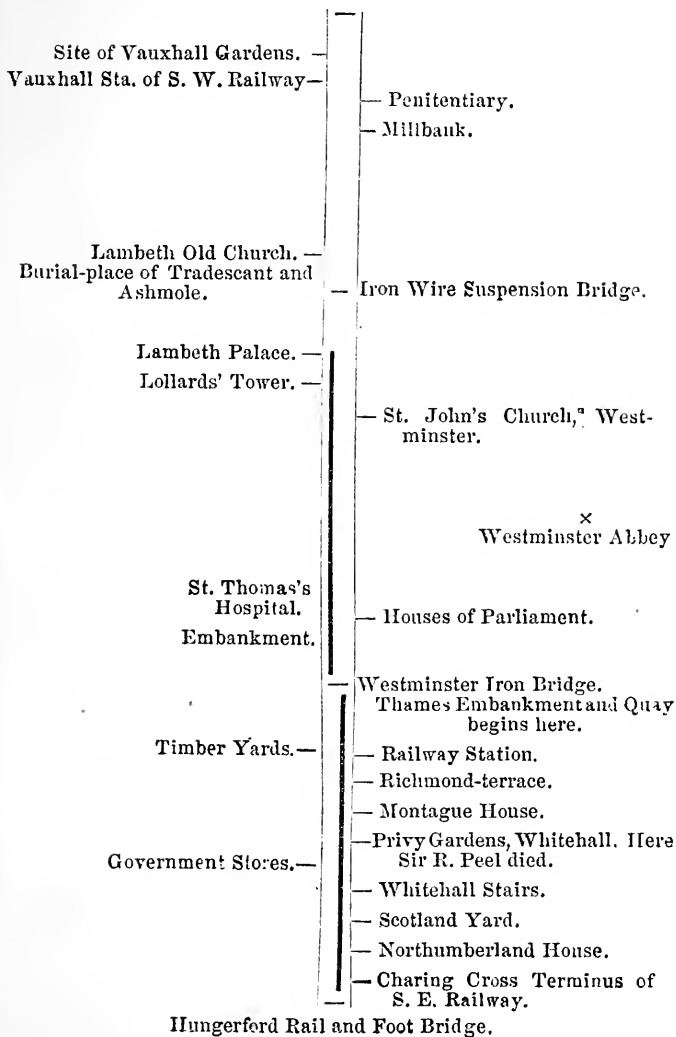 Site of Vauxhall Gardens.
Vauxhall Sta. of S. W. Railway
Penitentiary.
Millbank.
Lambeth Old Church.
Burial-place of Tradescant and
Ashmole.
Iron Wire Suspension Bridge.
Lambeth Palace.
Lollards' Tower.
St. John's Church, West-
minster.
×
Westminster Abbey
St. Thomas's
Hospital.
Houses of Parliament.
Embankment.
Westminster Iron Bridge.
Thames Embankment and Quay
begins here.
Timber Yards.
Railway Station.
Richmond-terrace.
Montague House.
Privy Gardens, Whitehall. Here
Sir R. Peel died.
Government Stores.
Whitehall Stairs.
Scotland Yard.
Northumberland House.
Charing Cross Terminus of
S. E. Railway.
Hungerford Rail and Foot Bridge.